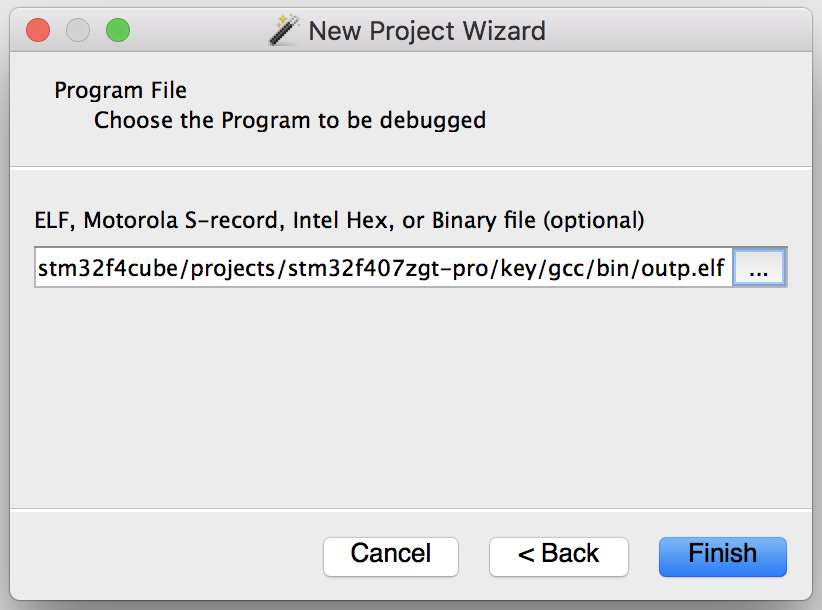 New Project Wizard
Program File
Choose the Program to be debugged
ELF, Motorola S-record, Intel Hex, or Binary file (optional)
stm32f4cube/projects/stm32f407zgt-pro/key/gcc/bin/outp.elf ...
Cancel < Back Finish